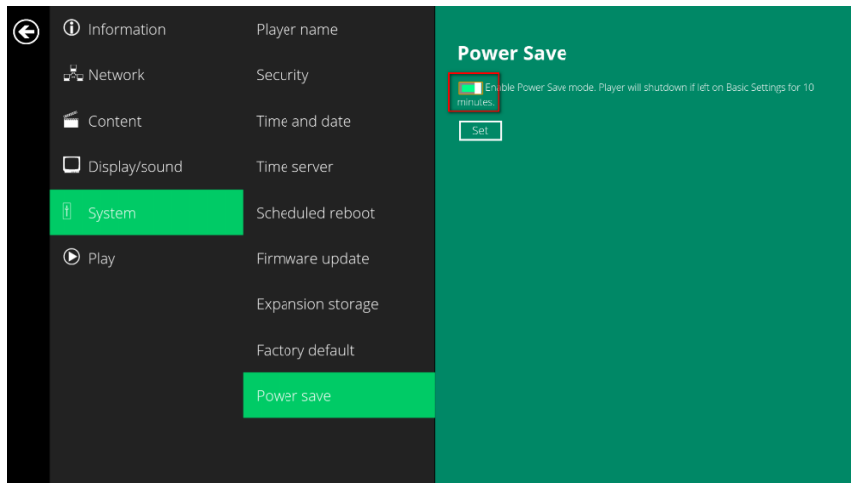 Information
Network
Content
Display/sound
System
Play
Player name
Security
Time and date
Time server
Scheduled reboot
Firmware update
Expansion storage
Factory default
Power save
Power Save
Enable Power Save mode. Player will shutdown if left on Basic Settings for 10
minutes.
Set